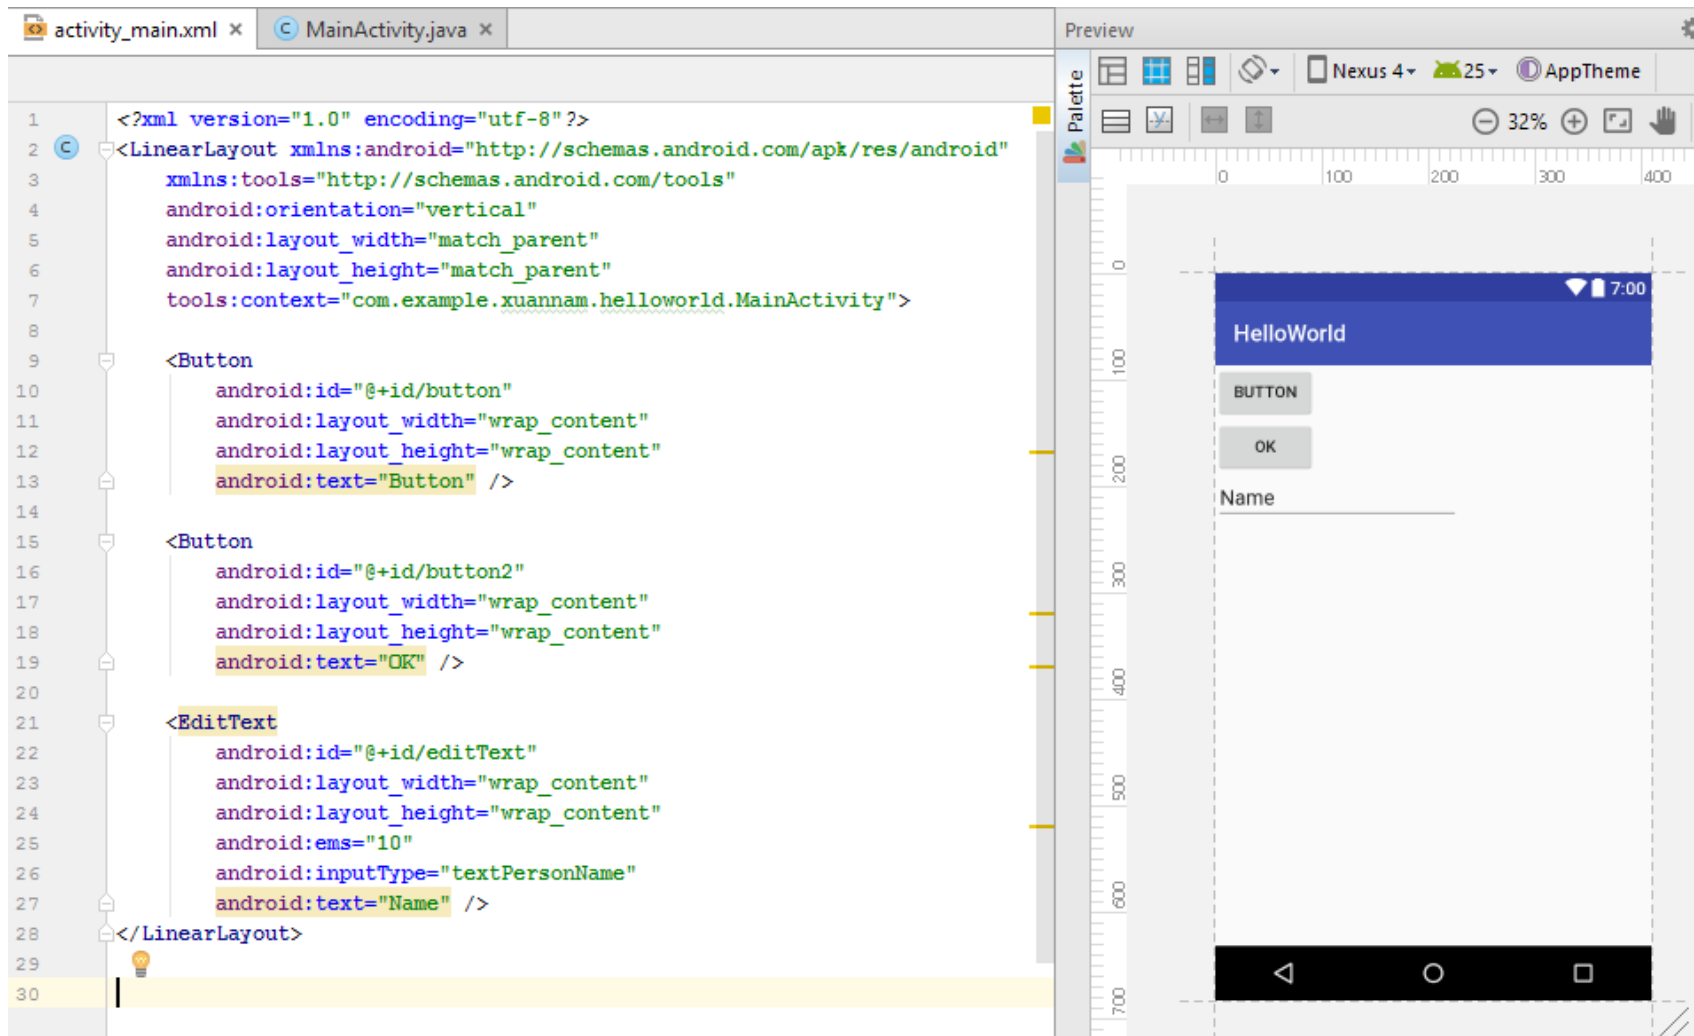 activity_main.xml
MainActivity.java
Preview
Palette
Nexus 4
25
AppTheme
32%
1 <?xml version="1.0" encoding="utf-8"?>
2 <LinearLayout xmlns:android="http://schemas.android.com/apk/res/android"
3 xmlns:tools="http://schemas.android.com/tools"
4 android:orientation="vertical"
5 android:layout_width="match_parent"
6 android:layout_height="match_parent"
7 tools:context="com.example.xuannam.helloworld.MainActivity">
8
9 <Button
10 android:id="@+id/button"
11 android:layout_width="wrap_content"
12 android:layout_height="wrap_content"
13 android:text="Button" />
14
15 <Button
16 android:id="@+id/button2"
17 android:layout_width="wrap_content"
18 android:layout_height="wrap_content"
19 android:text="OK" />
20
21 <EditText
22 android:id="@+id/editText"
23 android:layout_width="wrap_content"
24 android:layout_height="wrap_content"
25 android:ems="10"
26 android:inputType="textPersonName"
27 android:text="Name" />
28 </LinearLayout>
29
30
0 100 200 300 400
0
100
200
300
400
500
600
700
7:00
HelloWorld
BUTTON
OK
Name